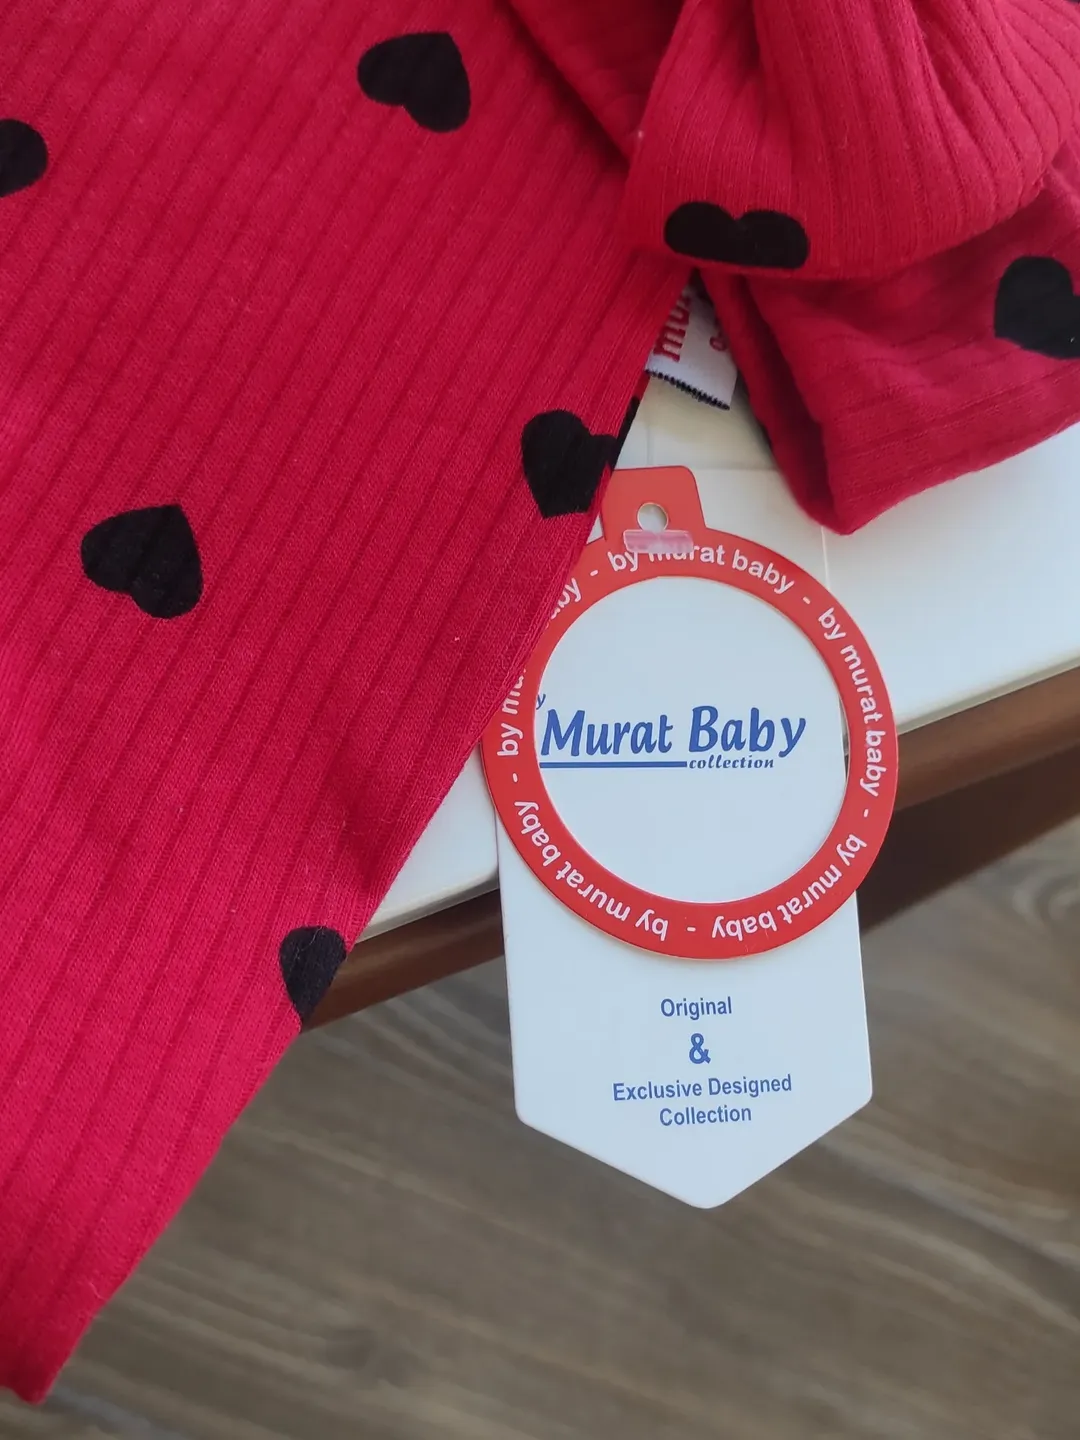 by murat baby - by murat baby - by murat baby - by murat baby - by
Murat Baby
collection
Original
&
Exclusive Designed
Collection